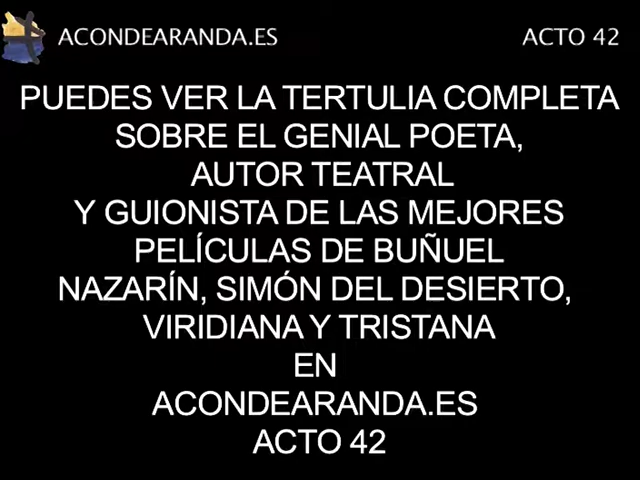 ACONDEARANDA.ES
ACTO 42
PUEDES VER LA TERTULIA COMPLETA
SOBRE EL GENIAL POETA,
AUTOR TEATRAL
Y GUIONISTA DE LAS MEJORES
PELÍCULAS DE BUÑUEL
NAZARÍN, SIMÓN DEL DESIERTO,
VIRIDIANA Y TRISTANA
EN
ACONDEARANDA.ES
ACTO 42